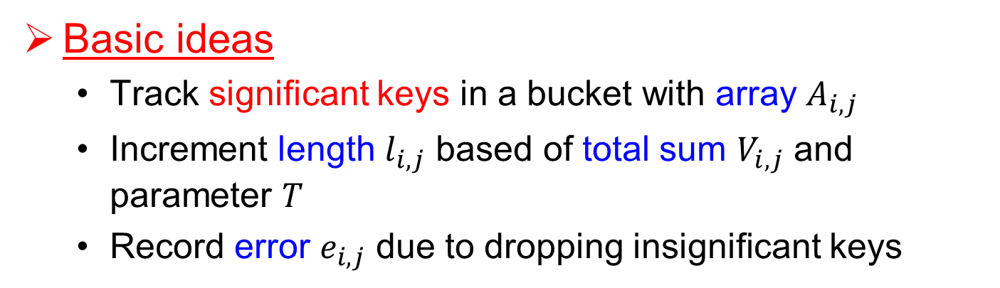 ➢ Basic ideas
• Track significant keys in a bucket with array A_{i,j}
• Increment length l_{i,j} based of total sum V_{i,j} and
parameter T
• Record error e_{i,j} due to dropping insignificant keys